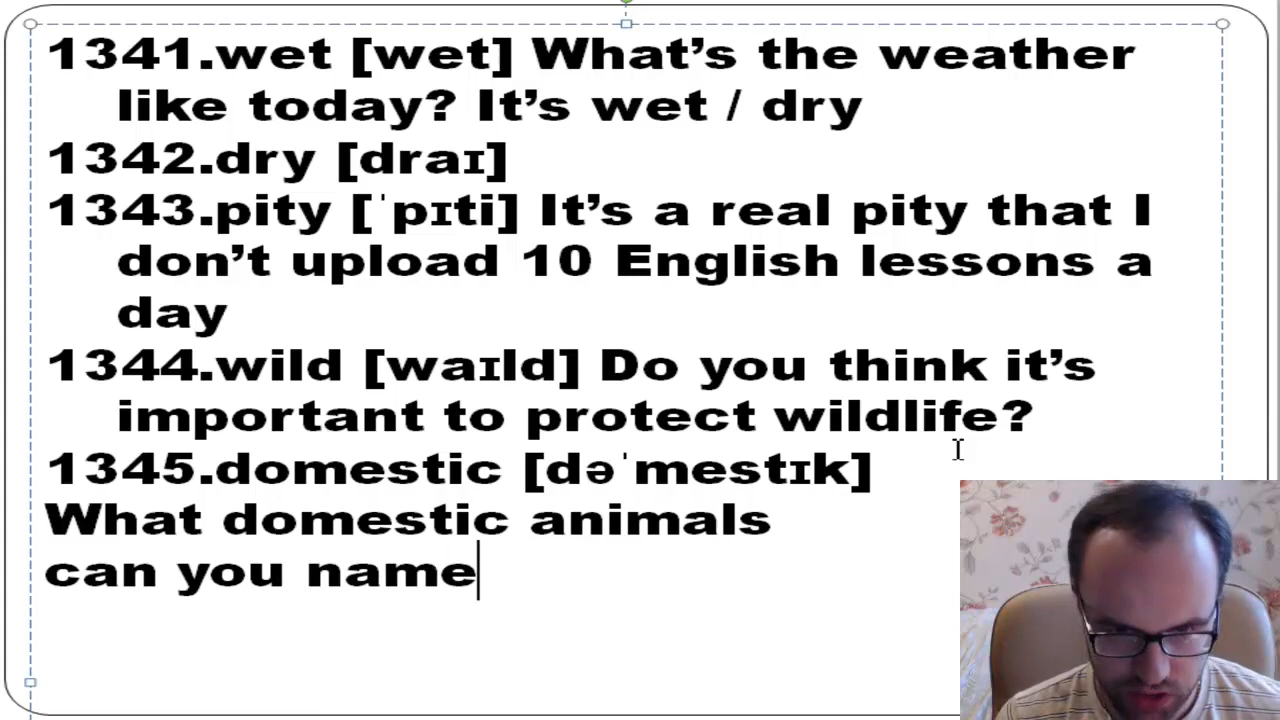 1341.wet [wet] What’s the weather
like today? It’s wet / dry
1342.dry [draɪ]
1343.pity [ˈpɪti] It’s a real pity that I
don’t upload 10 English lessons a
day
1344.wild [waɪld] Do you think it’s
important to protect wildlife?
1345.domestic [dəˈmestɪk]
What domestic animals
can you name